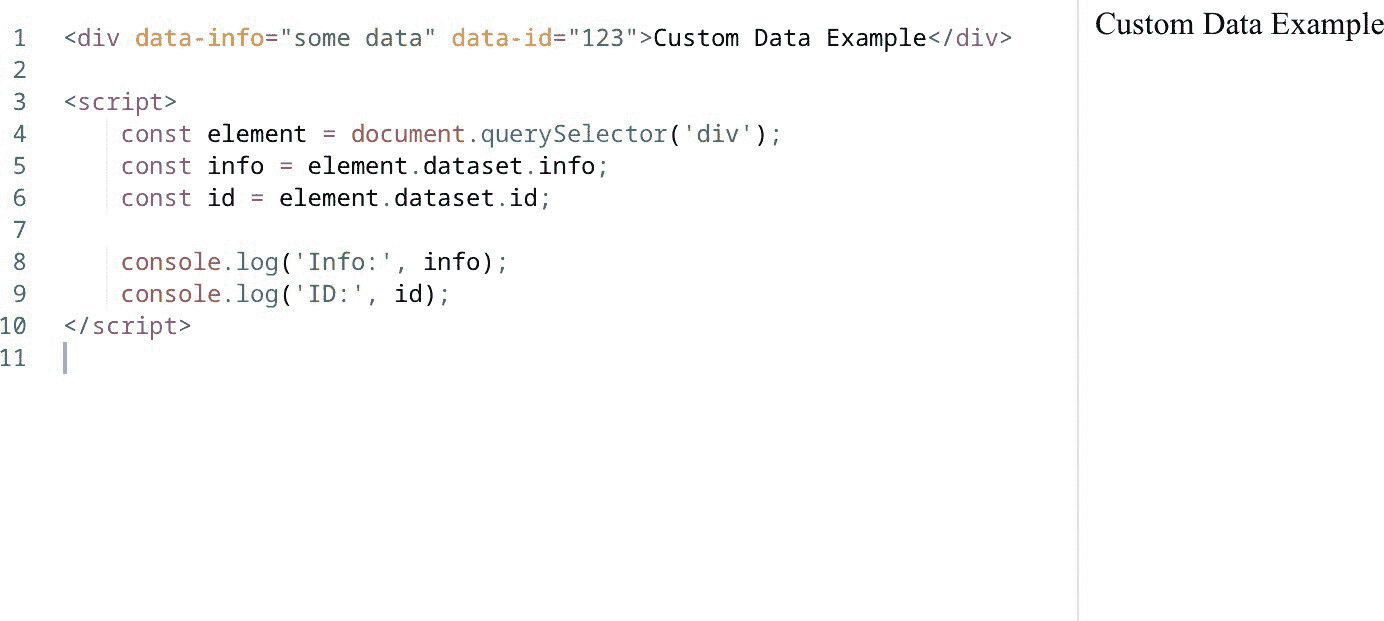 1 <div data-info="some data" data-id="123">Custom Data Example</div>
2
3 <script>
4     const element = document.querySelector('div');
5     const info = element.dataset.info;
6     const id = element.dataset.id;
7
8     console.log('Info:', info);
9     console.log('ID:', id);
10 </script>
11
Custom Data Example